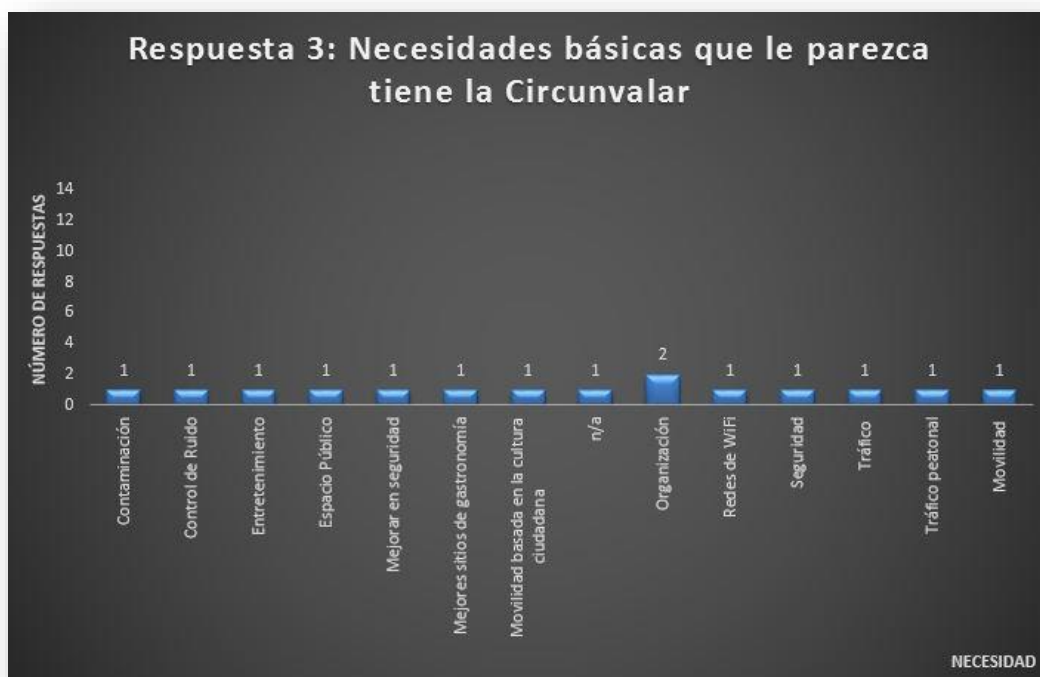 Respuesta 3: Necesidades básicas que le parezca
tiene la Circunvalar
NÚMERO DE RESPUESTAS
14
12
10
8
6
4
2
0
1
1
1
1
1
1
1
1
2
1
1
1
1
1
Contaminación
Control de Ruido
Entretenimiento
Espacio Público
Mejorar en seguridad
Mejores sitios de gastronomía
Movilidad basada en la cultura
ciudadana
n/a
Organización
Redes de WiFi
Seguridad
Tráfico
Tráfico peatonal
Movilidad
NECESIDAD